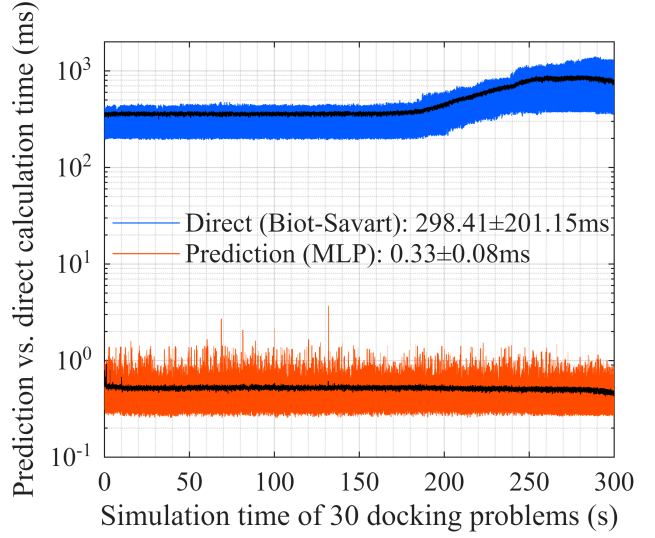 Prediction vs. direct calculation time (ms)
10³
10²
10¹
10⁰
10⁻¹
Direct (Biot-Savart): 298.41±201.15ms
Prediction (MLP): 0.33±0.08ms
0 50 100 150 200 250 300
Simulation time of 30 docking problems (s)